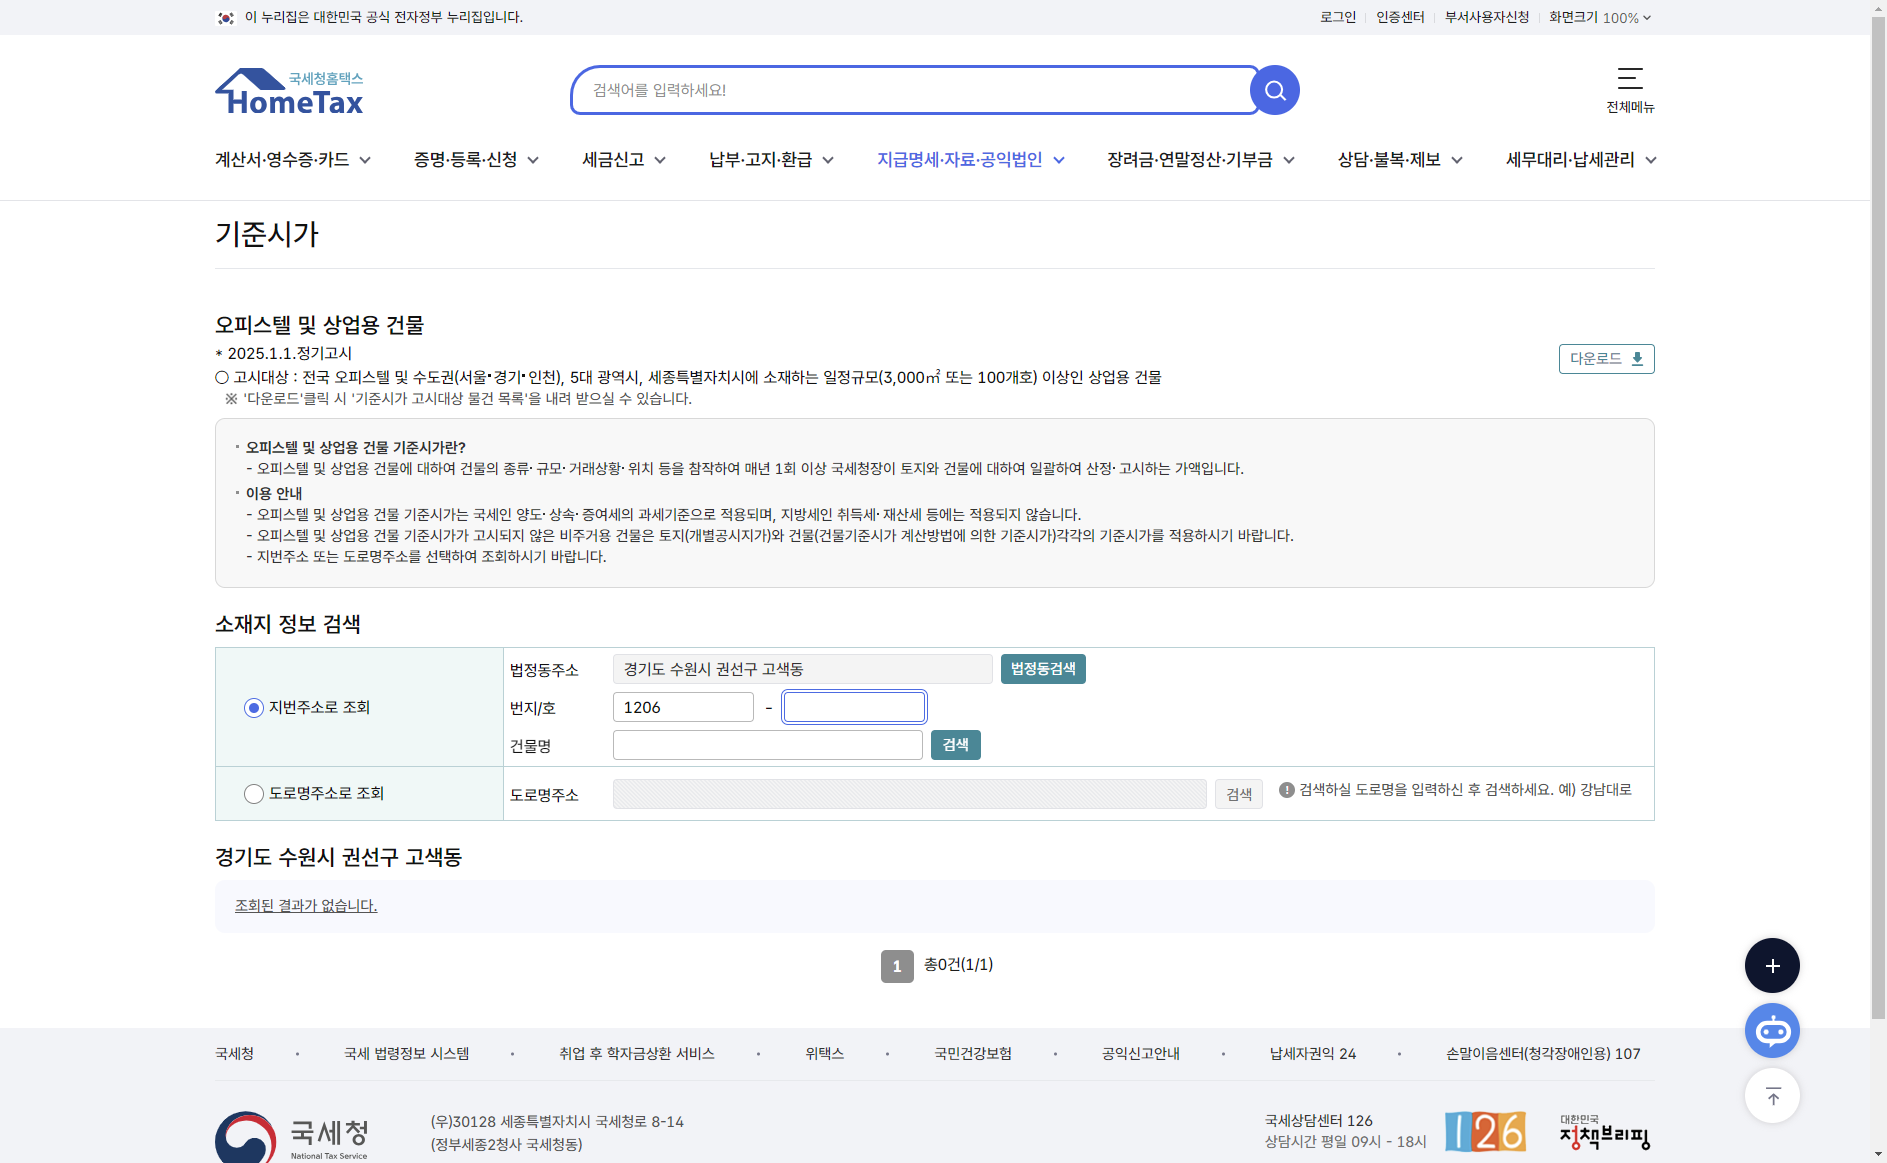 이 누리집은 대한민국 공식 전자정부 누리집입니다.
로그인 인증센터 부서사용자신청 화면크기 100%
국세청홈택스
HomeTax
검색어를 입력하세요!
전체메뉴
계산서·영수증·카드 증명·등록·신청 세금신고 납부·고지·환급 지급명세·자료·공익법인 장려금·연말정산·기부금 상담·불복·제보 세무대리·납세관리
기준시가
오피스텔 및 상업용 건물
* 2025.1.1.정기고시
다운로드
○ 고시대상 : 전국 오피스텔 및 수도권(서울·경기·인천), 5대 광역시, 세종특별자치시에 소재하는 일정규모(3,000㎡ 또는 100개호) 이상인 상업용 건물
※ '다운로드'클릭 시 '기준시가 고시대상 물건 목록'을 내려 받으실 수 있습니다.
· 오피스텔 및 상업용 건물 기준시가란?
- 오피스텔 및 상업용 건물에 대하여 건물의 종류· 규모· 거래상황· 위치 등을 참작하여 매년 1회 이상 국세청장이 토지와 건물에 대하여 일괄하여 산정· 고시하는 가액입니다.
· 이용 안내
- 오피스텔 및 상업용 건물 기준시가는 국세인 양도· 상속· 증여세의 과세기준으로 적용되며, 지방세인 취득세· 재산세 등에는 적용되지 않습니다.
- 오피스텔 및 상업용 건물 기준시가가 고시되지 않은 비주거용 건물은 토지(개별공시지가)와 건물(건물기준시가 계산방법에 의한 기준시가)각각의 기준시가를 적용하시기 바랍니다.
- 지번주소 또는 도로명주소를 선택하여 조회하시기 바랍니다.
소재지 정보 검색
지번주소로 조회
법정동주소 경기도 수원시 권선구 고색동 법정동검색
번지/호 1206 -
건물명 검색
도로명주소로 조회
도로명주소 검색 검색하실 도로명을 입력하신 후 검색하세요. 예) 강남대로
경기도 수원시 권선구 고색동
조회된 결과가 없습니다.
1 총0건(1/1)
국세청 · 국세 법령정보 시스템 · 취업 후 학자금상환 서비스 · 위택스 · 국민건강보험 · 공익신고안내 · 납세자권익 24 · 손말이음센터(청각장애인용) 107
국세청
National Tax Service
(우)30128 세종특별자치시 국세청로 8-14
(정부세종2청사 국세청동)
국세상담센터 126
상담시간 평일 09시 - 18시
126
대한민국
정책브리핑